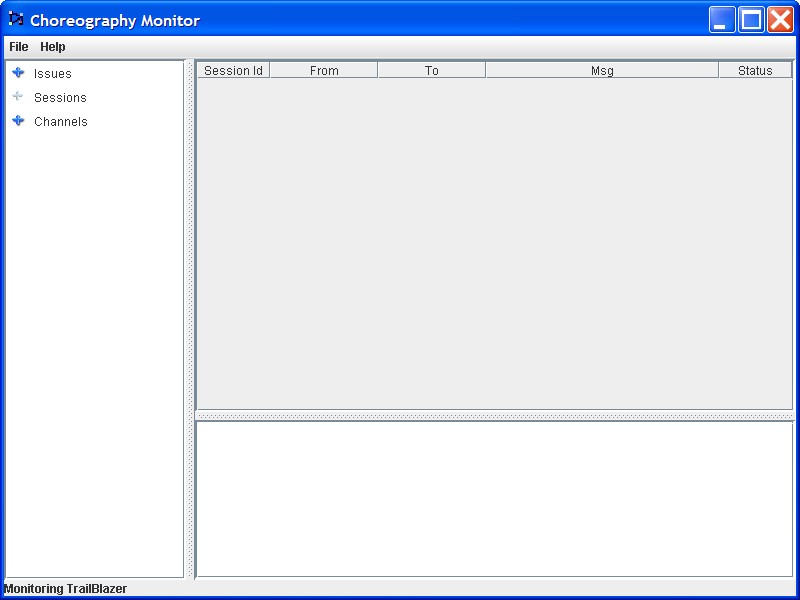 Choreography Monitor
File Help
Issues
Sessions
Channels
Session Id From To Msg Status
Monitoring TrailBlazer